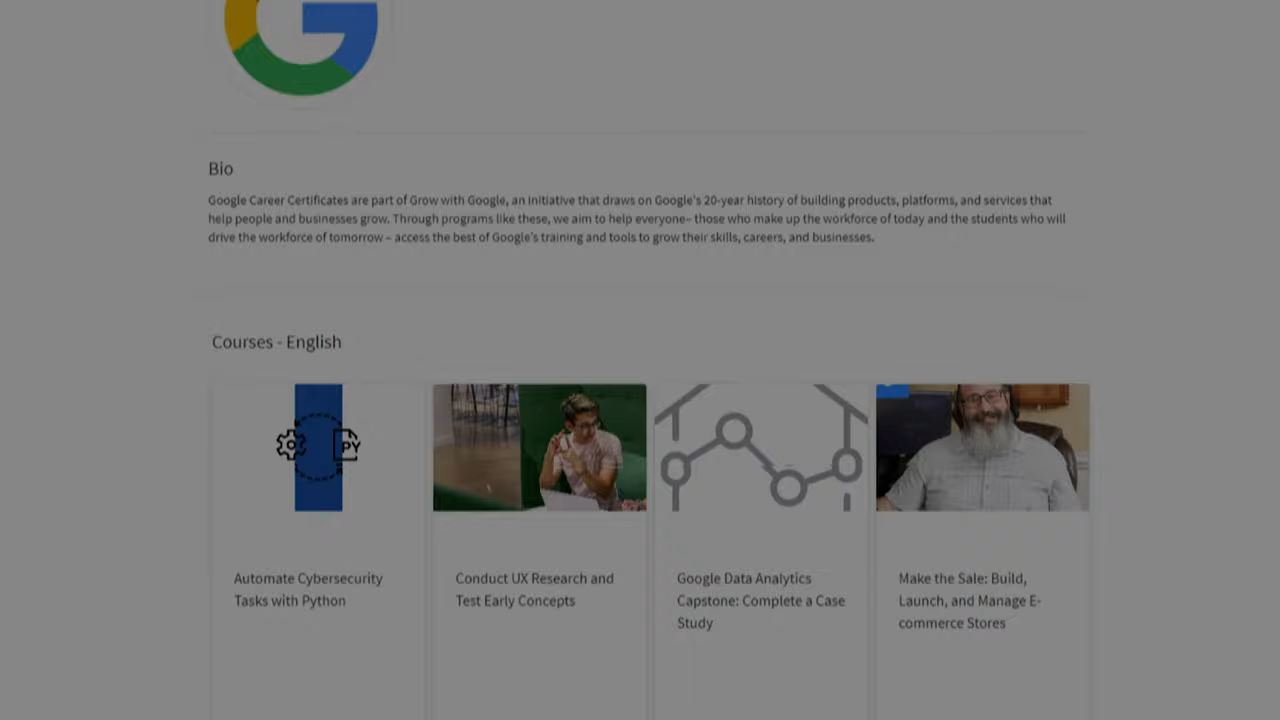 Bio
Google Career Certificates are part of Grow with Google, an initiative that draws on Google's 20-year history of building products, platforms, and services that
help people and businesses grow. Through programs like these, we aim to help everyone– those who make up the workforce of today and the students who will
drive the workforce of tomorrow – access the best of Google's training and tools to grow their skills, careers, and businesses.
Courses - English
PY
Automate Cybersecurity
Tasks with Python
Conduct UX Research and
Test Early Concepts
Google Data Analytics
Capstone: Complete a Case
Study
Make the Sale: Build,
Launch, and Manage E-
commerce Stores